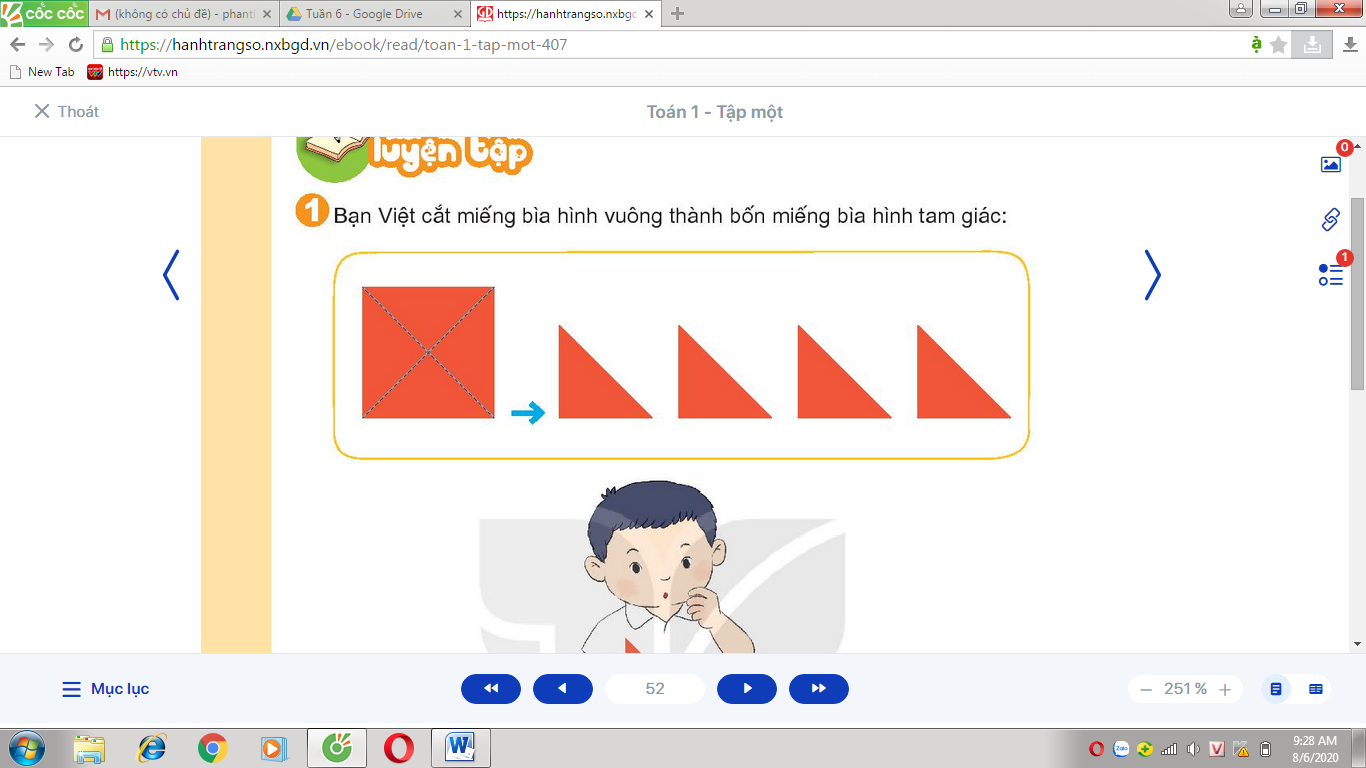 CỐC CỐC
(không có chủ đề) - phant
Tuần 6 - Google Drive
https://hanhtrangso.nxbgd
https://hanhtrangso.nxbgd.vn/ebook/read/toan-1-tap-mot-407
New Tab
https://vtv.vn
Thoát
Toán 1 - Tập một
luyện tập
0
1 Bạn Việt cắt miếng bìa hình vuông thành bốn miếng bìa hình tam giác:
1
Mục lục
52
251 %
9:28 AM
8/6/2020